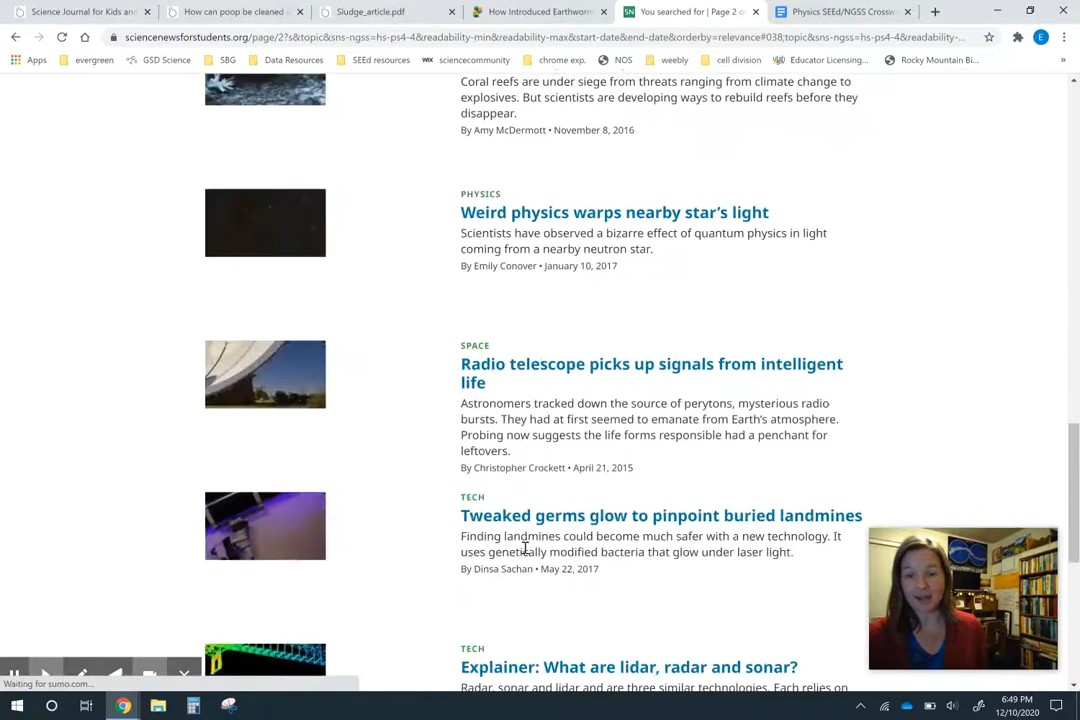 Science Journal for Kids and
How can poop be cleaned
Sludge_article.pdf
How Introduced Earthworm
You searched for | Page 2 o
Physics SEEd/NGSS Crossw
sciencenewsforstudents.org/page/2?s&topic&sns-ngss=hs-ps4-4&readability-min&readability-max&start-date&end-date&orderby=relevance#038;topic&sns-ngss=hs-ps4-4&readability-...
E
Apps
evergreen
GSD Science
SBG
Data Resources
SEEd resources
WIX
sciencecommunity
chrome exp.
NOS
weebly
cell division
Educator Licensing...
Rocky Mountain Bi...
»
Coral reefs are under siege from threats ranging from climate change to
explosives. But scientists are developing ways to rebuild reefs before they
disappear.
By Amy McDermott • November 8, 2016
PHYSICS
Weird physics warps nearby star's light
Scientists have observed a bizarre effect of quantum physics in light
coming from a nearby neutron star.
By Emily Conover • January 10, 2017
SPACE
Radio telescope picks up signals from intelligent
life
Astronomers tracked down the source of perytons, mysterious radio
bursts. They had at first seemed to emanate from Earth's atmosphere.
Probing now suggests the life forms responsible had a penchant for
leftovers.
By Christopher Crockett • April 21, 2015
TECH
Tweaked germs glow to pinpoint buried landmines
Finding landmines could become much safer with a new technology. It
uses genetically modified bacteria that glow under laser light.
By Dinsa Sachan • May 22, 2017
TECH
Explainer: What are lidar, radar and sonar?
Radar, sonar and lidar and are three similar technologies. Each relies on
Waiting for sumo.com...
6:49 PM
12/10/2020